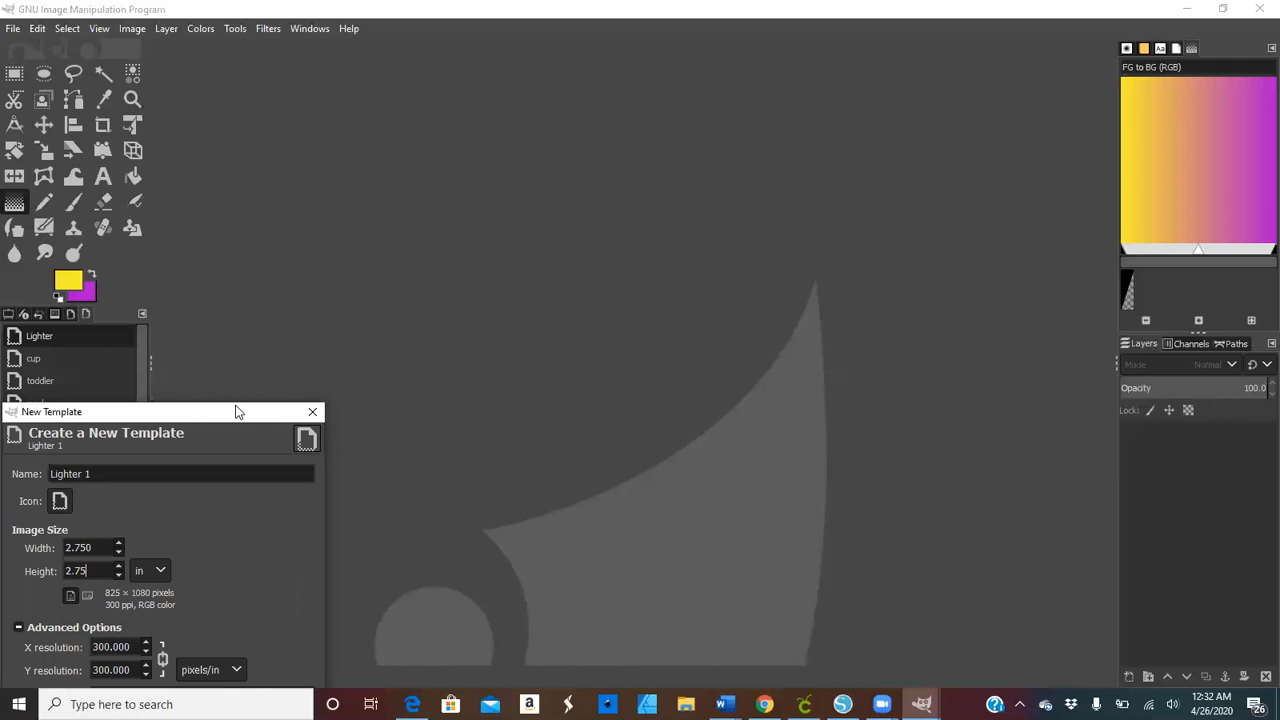 GNU Image Manipulation Program
File Edit Select View Image Layer Colors Tools Filters Windows Help
FG to BG (RGB)
Lighter
cup
toddler
Layers Channels Paths
Mode Normal
Opacity 100.0
Lock:
New Template
Create a New Template
Lighter 1
Name: Lighter 1
Icon:
Image Size
Width: 2.750
Height: 2.75 in
825 × 1080 pixels
300 ppi, RGB color
Advanced Options
X resolution: 300.000
Y resolution: 300.000 pixels/in
Type here to search
12:32 AM
4/26/2020
26